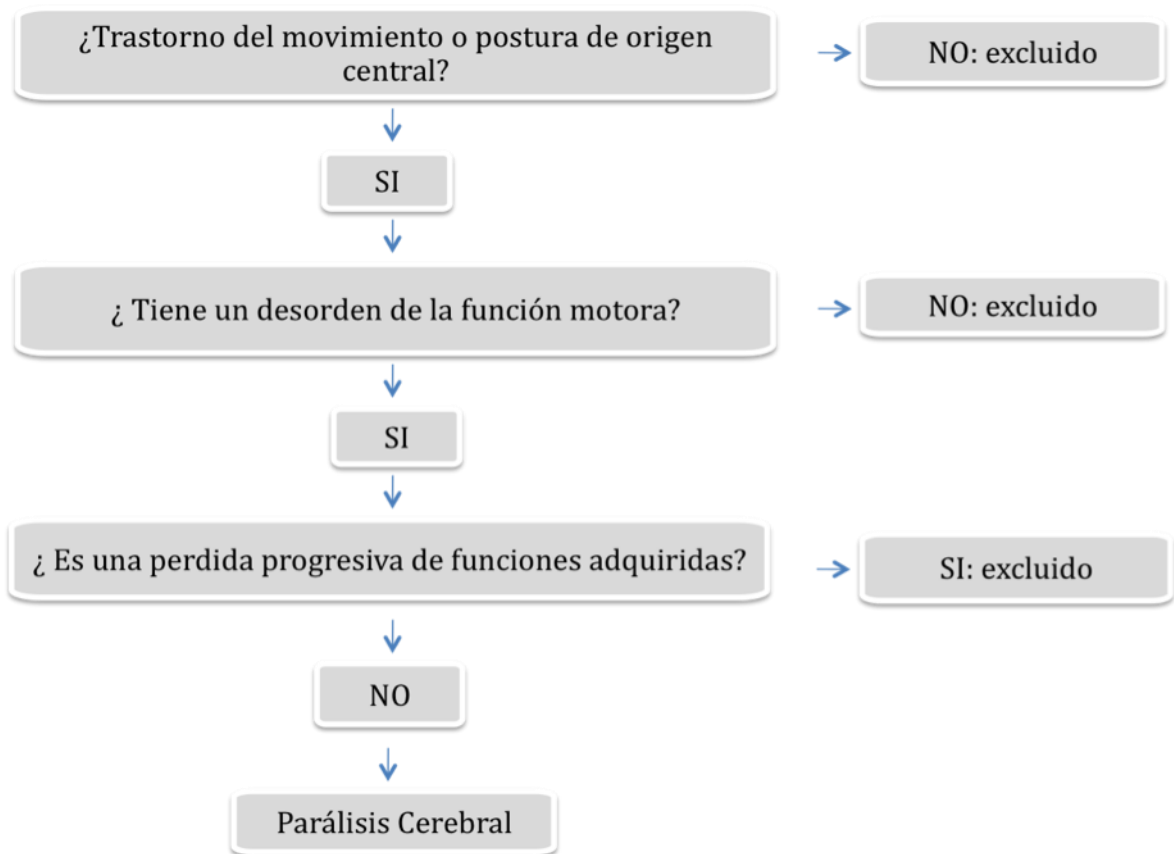 ¿Trastorno del movimiento o postura de origen
central?
NO: excluido
SI
¿ Tiene un desorden de la función motora?
NO: excluido
SI
¿ Es una perdida progresiva de funciones adquiridas?
SI: excluido
NO
Parálisis Cerebral